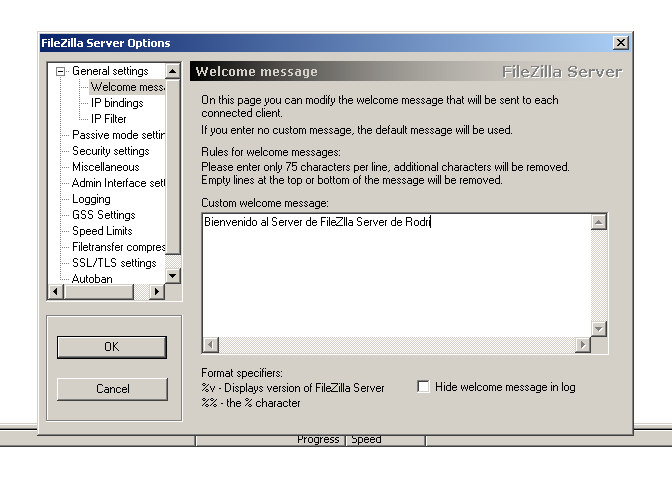 FileZilla Server Options
General settings
Welcome mess
IP bindings
IP Filter
Passive mode settin
Security settings
Miscellaneous
Admin Interface sett
Logging
GSS Settings
Speed Limits
Filetransfer compres
SSL/TLS settings
Autoban
OK
Cancel
Welcome message
FileZilla Server
On this page you can modify the welcome message that will be sent to each
connected client.
If you enter no custom message, the default message will be used.
Rules for welcome messages:
Please enter only 75 characters per line, additional characters will be removed.
Empty lines at the top or bottom of the message will be removed.
Custom welcome message:
Bienvenido al Server de FileZIla Server de Rodri
Format specifiers:
%v - Displays version of FileZilla Server
%% - the % character
Hide welcome message in log
Progress
Speed